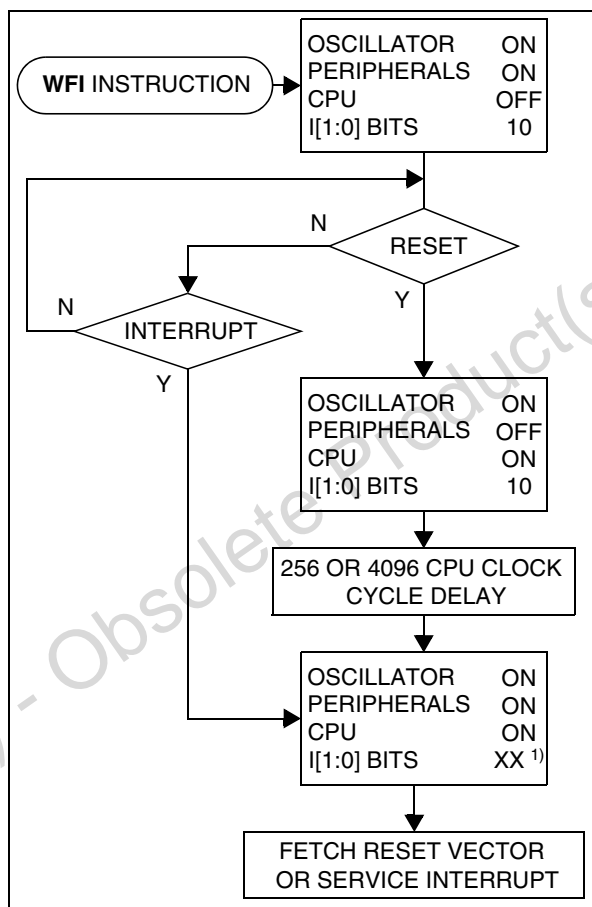 WFI INSTRUCTION
OSCILLATOR ON
PERIPHERALS ON
CPU OFF
I[1:0] BITS 10
N
RESET
Y
N
INTERRUPT
Y
OSCILLATOR ON
PERIPHERALS OFF
CPU ON
I[1:0] BITS 10
256 OR 4096 CPU CLOCK
CYCLE DELAY
OSCILLATOR ON
PERIPHERALS ON
CPU ON
I[1:0] BITS XX 1)
FETCH RESET VECTOR
OR SERVICE INTERRUPT
- Obsolete Product(s